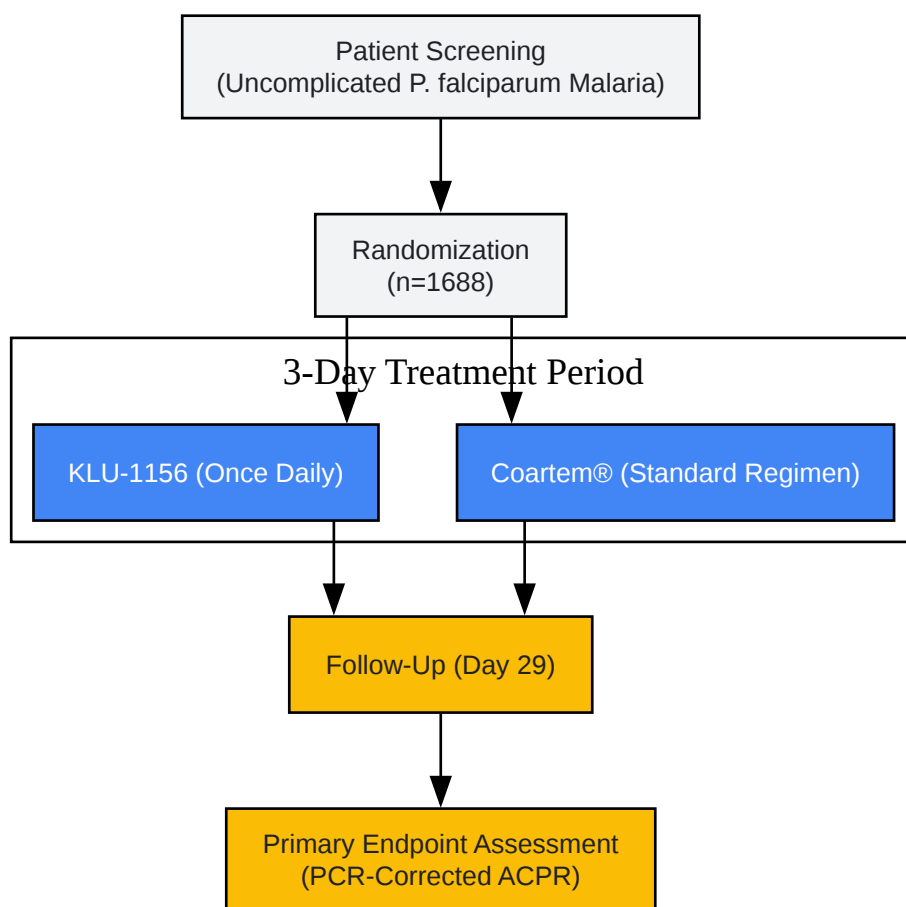 Patient Screening
(Uncomplicated P. falciparum Malaria)
Randomization
(n=1688)
3-Day Treatment Period
KLU-1156 (Once Daily)
Coartem® (Standard Regimen)
Follow-Up (Day 29)
Primary Endpoint Assessment
(PCR-Corrected ACPR)